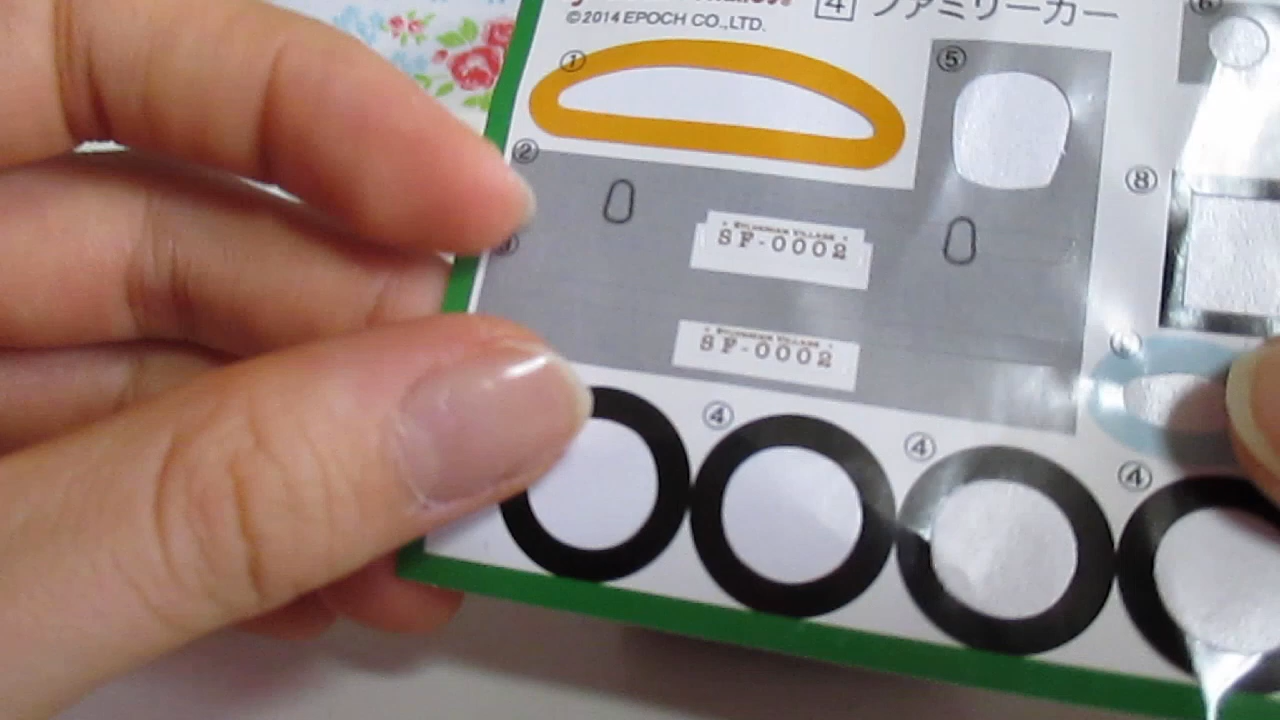 4 ファミリーカー
©2014 EPOCH CO.,LTD.
①
⑤
②
⑧
SYLVANIAN VILLAGE
SF-0002
SYLVANIAN VILLAGE
SF-0002
④
④
④